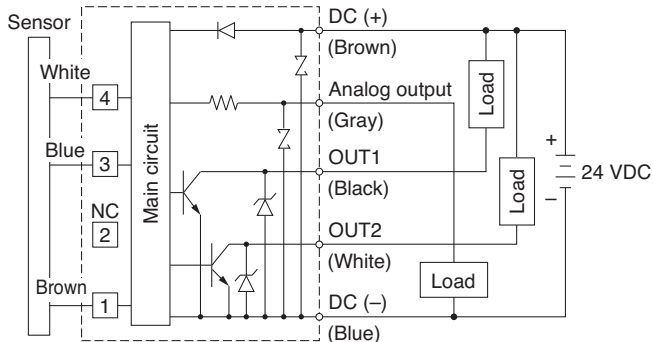 Sensor
White
4
Blue
3
NC
2
Brown
1
Main circuit
DC (+)
(Brown)
Analog output
(Gray)
OUT1
(Black)
OUT2
(White)
DC (–)
(Blue)
Load
Load
Load
+
24 VDC
–